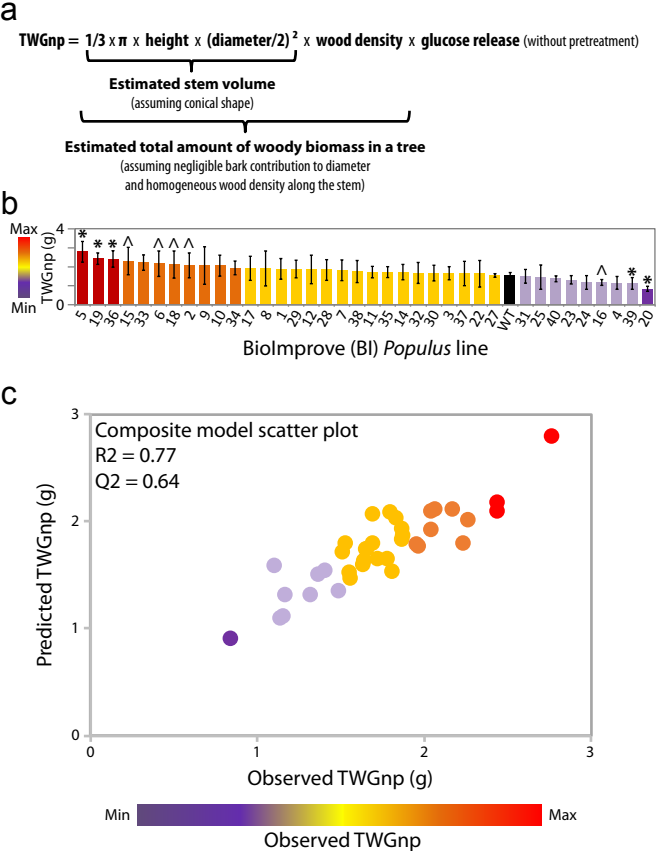 a
TWGnp = 1/3 x π x height x (diameter/2) ² x wood density x glucose release (without pretreatment)
Estimated stem volume
(assuming conical shape)
Estimated total amount of woody biomass in a tree
(assuming negligible bark contribution to diameter
and homogeneous wood density along the stem)
b
Max
Min
TWGnp (g)
4
0
* * * ^ ^ ^ ^ ^ * *
5 19 36 15 33 6 18 2 9 10 34 17 8 1 29 12 28 7 38 11 35 14 32 30 3 37 22 27 WT 31 25 40 23 24 16 4 39 20
BioImprove (BI) Populus line
c
Composite model scatter plot
R2 = 0.77
Q2 = 0.64
Predicted TWGnp (g)
3
2
1
0
0 1 2 3
Observed TWGnp (g)
Min Max
Observed TWGnp